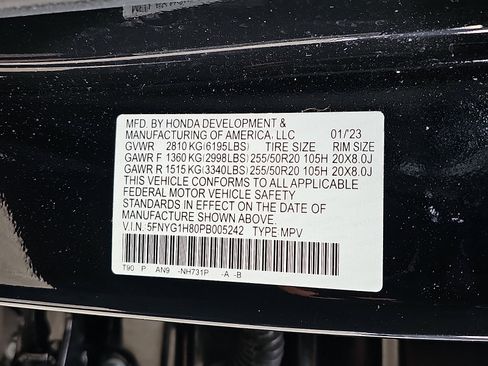 MFD. BY HONDA DEVELOPMENT &
MANUFACTURING OF AMERICA, LLC 01/'23
GVWR 2810 KG(6195LBS) TIRE SIZE RIM SIZE
GAWR F 1360 KG(2998LBS) 255/50R20 105H 20X8.0J
GAWR R 1515 KG(3340LBS) 255/50R20 105H 20X8.0J
THIS VEHICLE CONFORMS TO ALL APPLICABLE
FEDERAL MOTOR VEHICLE SAFETY
STANDARDS IN EFFECT ON THE DATE OF
MANUFACTURE SHOWN ABOVE.
V.I.N. 5FNYG1H80PB005242 TYPE MPV
T90 P AN9 -NH731P -A -B